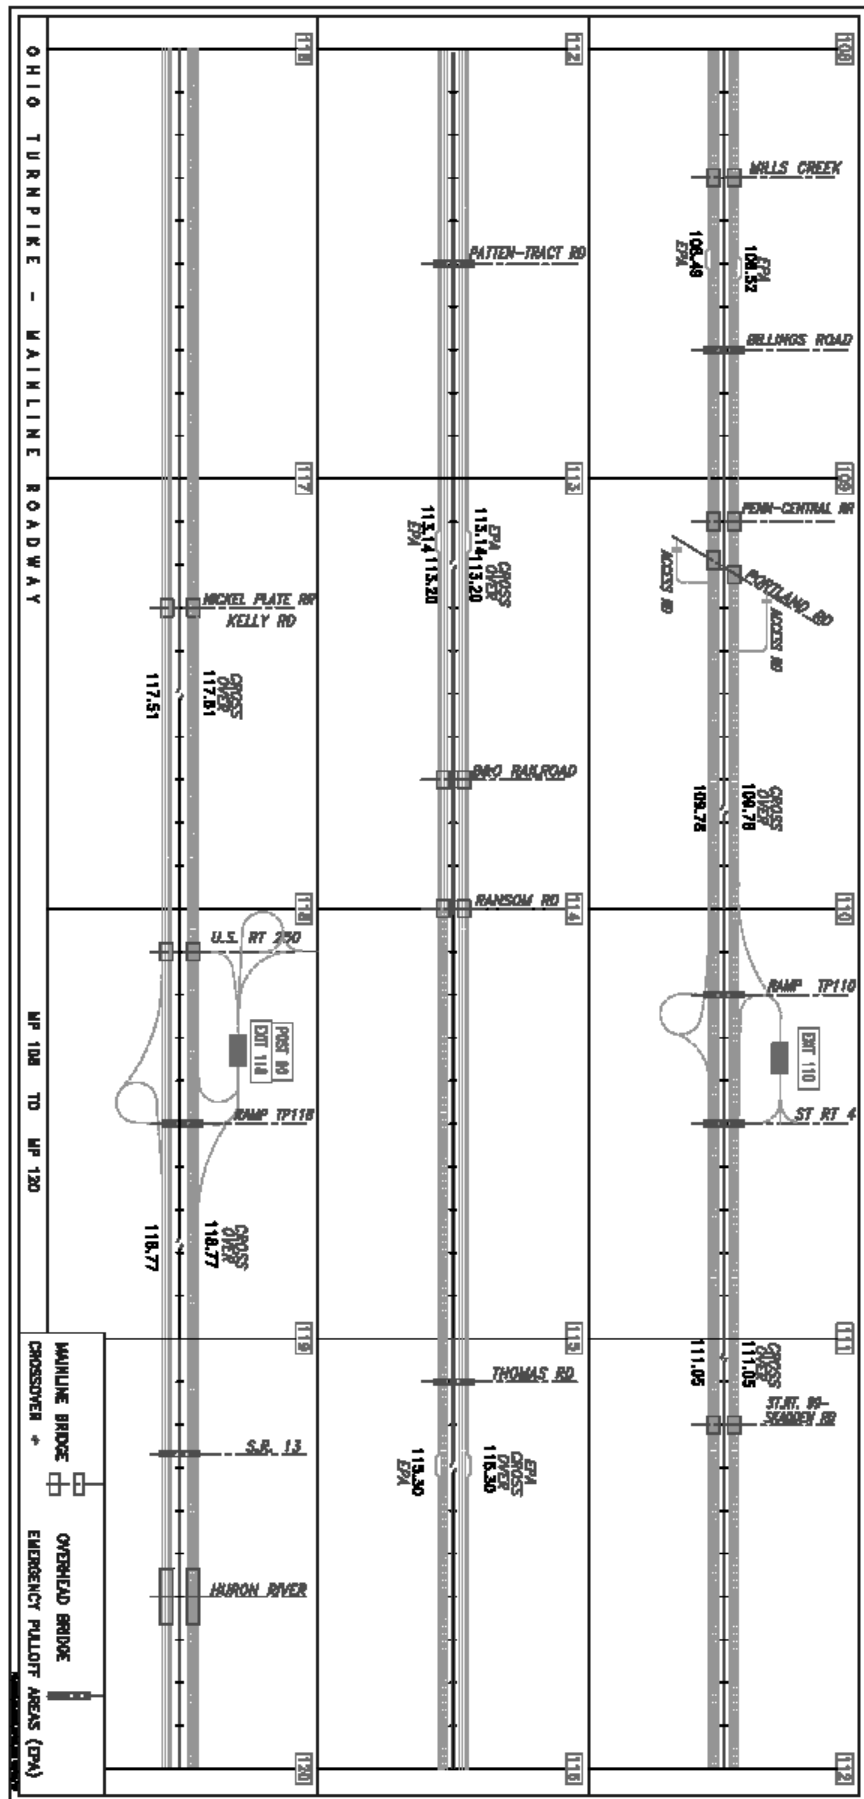 108
109
110
111
112
MILLS CREEK
EPA
108.52
108.49
EPA
BILLINGS ROAD
PENN-CENTRAL RR
PORTLAND RD
ACCESS RD
ACCESS RD
CROSS
OVER
109.78
109.78
RAMP TP110
EXIT 110
ST RT 4
CROSS
OVER
111.05
111.05
ST.RT. 99-
SKADDEN RD
112
113
114
115
116
PATTEN-TRACT RD
EPA
113.14
CROSS
OVER
113.20
113.14
EPA
113.20
B&O RAILROAD
RANSOM RD
THOMAS RD
EPA
CROSS
OVER
115.30
115.30
EPA
116
117
118
119
120
NICKEL PLATE RR
KELLY RD
CROSS
OVER
117.51
117.51
U.S. RT 250
POST 90
EXIT 118
RAMP TP118
CROSS
OVER
118.77
118.77
S.R. 13
HURON RIVER
OHIO TURNPIKE - MAINLINE ROADWAY
MP 108 TO MP 120
MAINLINE BRIDGE
OVERHEAD BRIDGE
CROSSOVER
EMERGENCY PULLOFF AREAS (EPA)